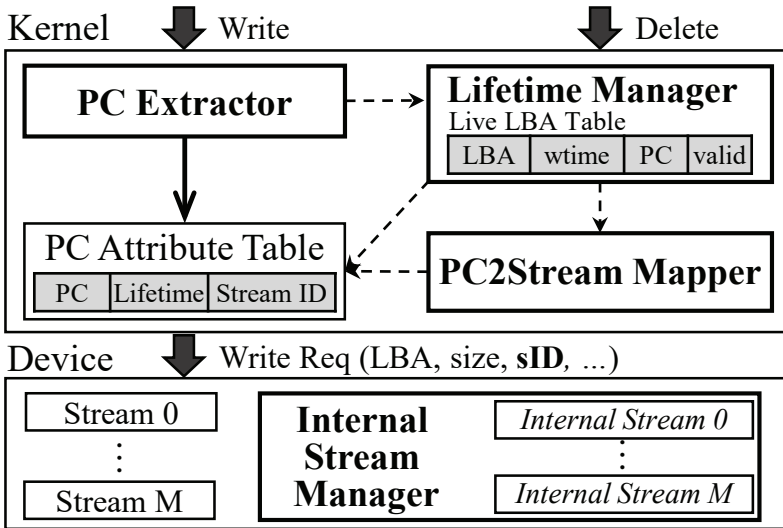 Kernel
Write
Delete
PC Extractor
Lifetime Manager
Live LBA Table
LBA wtime PC valid
PC Attribute Table
PC Lifetime Stream ID
PC2Stream Mapper
Device
Write Req (LBA, size, sID, ...)
Stream 0
Stream M
Internal
Stream
Manager
Internal Stream 0
Internal Stream M